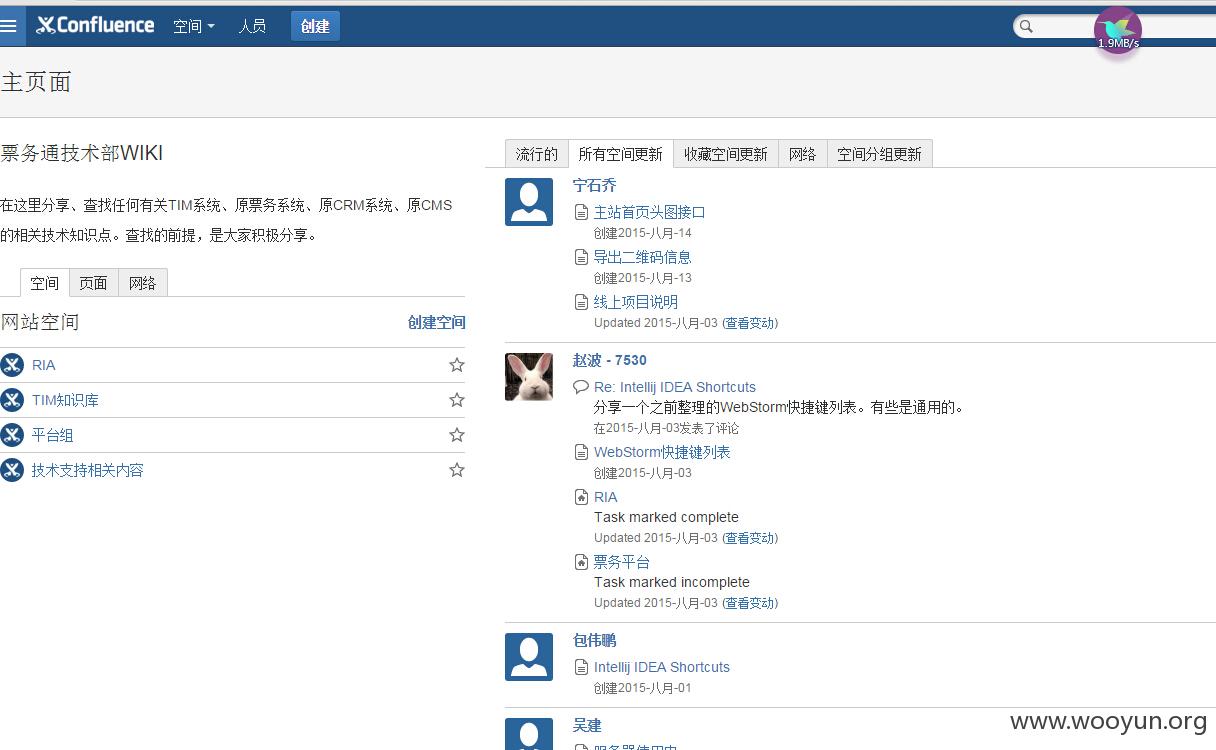 Confluence 空间 人员 创建
1.9MB/s
主页面
票务通技术部WIKI
在这里分享、查找任何有关TIM系统、原票务系统、原CRM系统、原CMS
的相关技术知识点。查找的前提，是大家积极分享。
空间 页面 网络
网站空间 创建空间
RIA
TIM知识库
平台组
技术支持相关内容
流行的 所有空间更新 收藏空间更新 网络 空间分组更新
宁石乔
主站首页头图接口
创建2015-八月-14
导出二维码信息
创建2015-八月-13
线上项目说明
Updated 2015-八月-03 (查看变动)
赵波 - 7530
Re: Intellij IDEA Shortcuts
分享一个之前整理的WebStorm快捷键列表。有些是通用的。
在2015-八月-03发表了评论
WebStorm快捷键列表
创建2015-八月-03
RIA
Task marked complete
Updated 2015-八月-03 (查看变动)
票务平台
Task marked incomplete
Updated 2015-八月-03 (查看变动)
包伟鹏
Intellij IDEA Shortcuts
创建2015-八月-01
吴建
www.wooyun.org